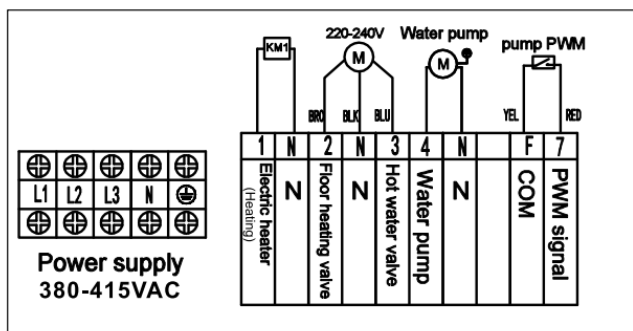 220-240V
Water pump
pump PWM
KM1
M
M
BRO
BLK
BLU
YEL
RED
1
N
2
N
3
4
N
F
7
Electric heater
(Heating)
N
Floor heating valve
N
Hot water valve
Water pump
N
COM
PWM signal
L1
L2
L3
N
Power supply
380-415VAC